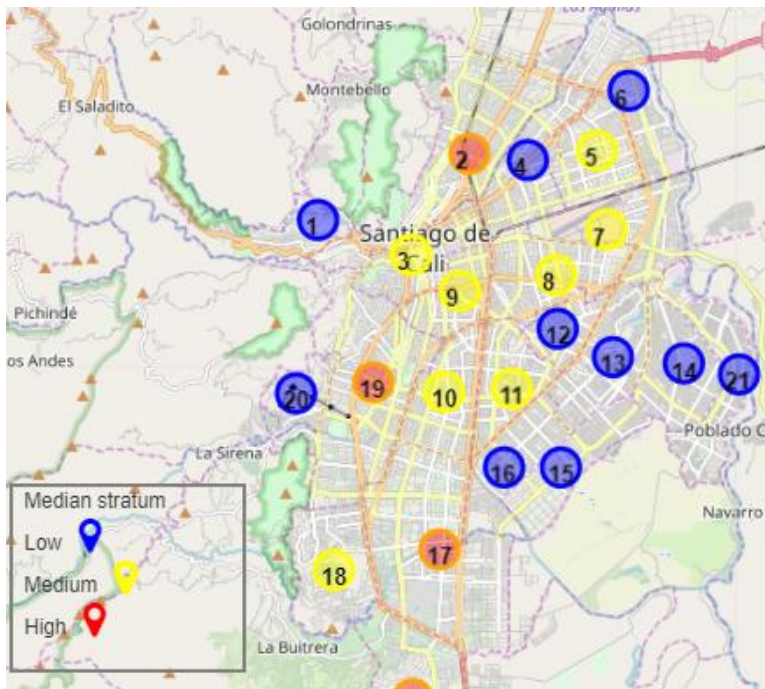 Los Aguilas
Golondrinas
Montebello
El Saladito
6
2
4
5
1
7
Santiago de
Cali
3
8
9
Pichindé
12
os Andes
13
14
21
19
20
10
11
La Sirena
Poblado C
16
15
Median stratum
Low
Medium
High
Navarro
17
18
La Buitrera